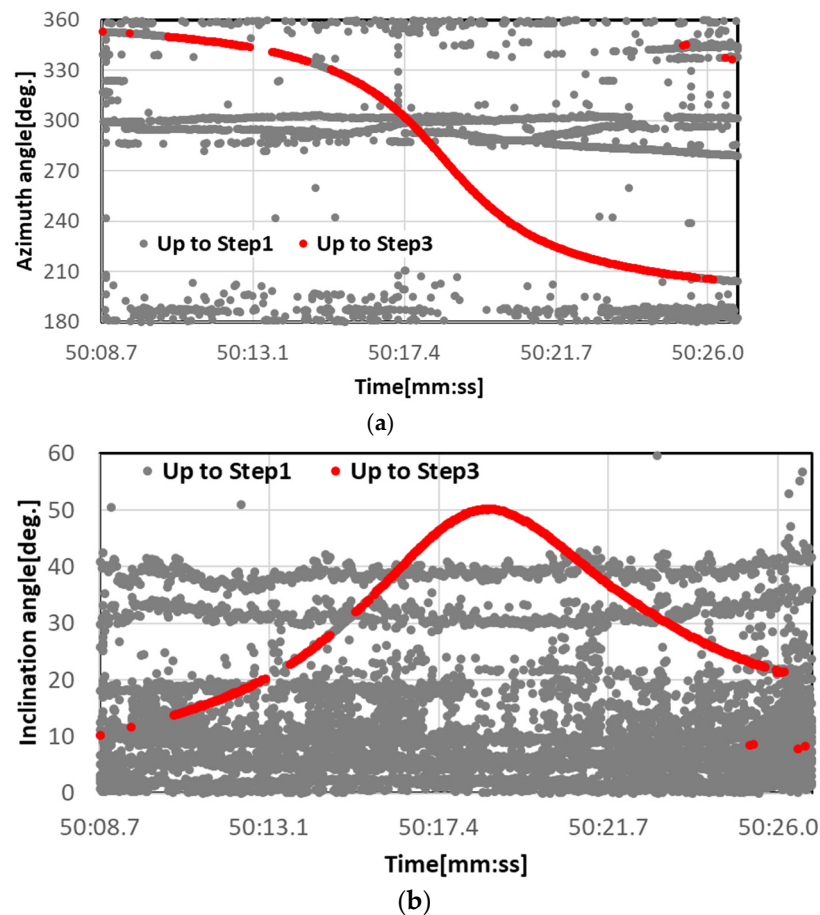 360
330
300
270
240
210
180
Azimuth angle[deg.]
Up to Step1 Up to Step3
50:08.7 50:13.1 50:17.4 50:21.7 50:26.0
Time[mm:ss]
(a)
60
50
40
30
20
10
0
Inclination angle[deg.]
Up to Step1 Up to Step3
50:08.7 50:13.1 50:17.4 50:21.7 50:26.0
Time[mm:ss]
(b)